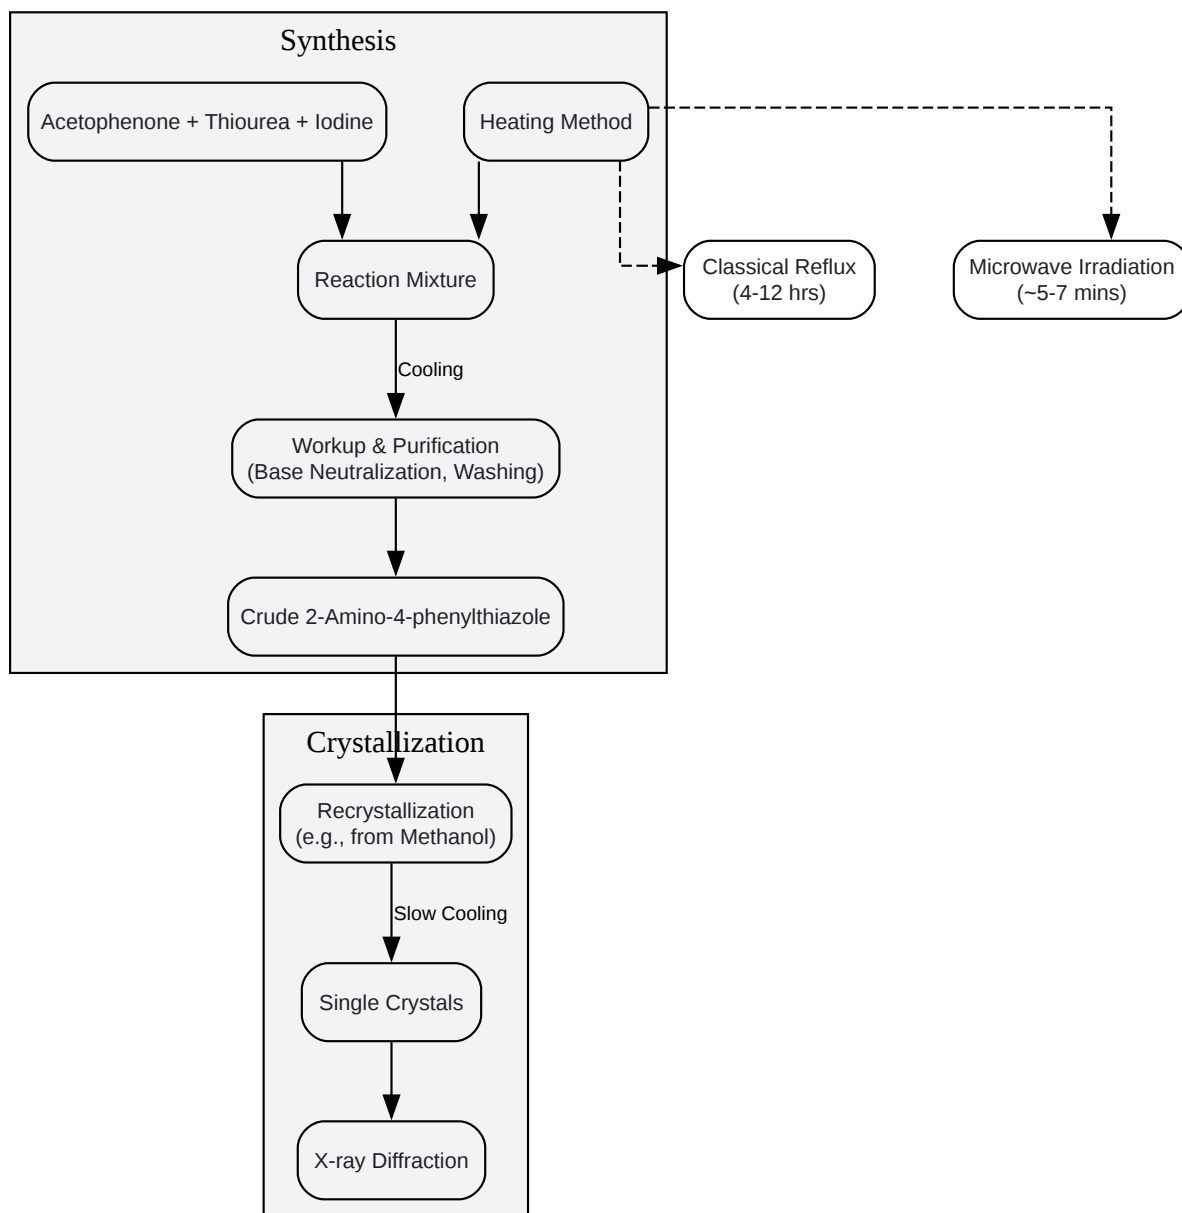 Synthesis
Acetophenone + Thiourea + Iodine
Heating Method
Reaction Mixture
Classical Reflux
(4-12 hrs)
Microwave Irradiation
(~5-7 mins)
Cooling
Workup & Purification
(Base Neutralization, Washing)
Crude 2-Amino-4-phenylthiazole
Crystallization
Recrystallization
(e.g., from Methanol)
Slow Cooling
Single Crystals
X-ray Diffraction